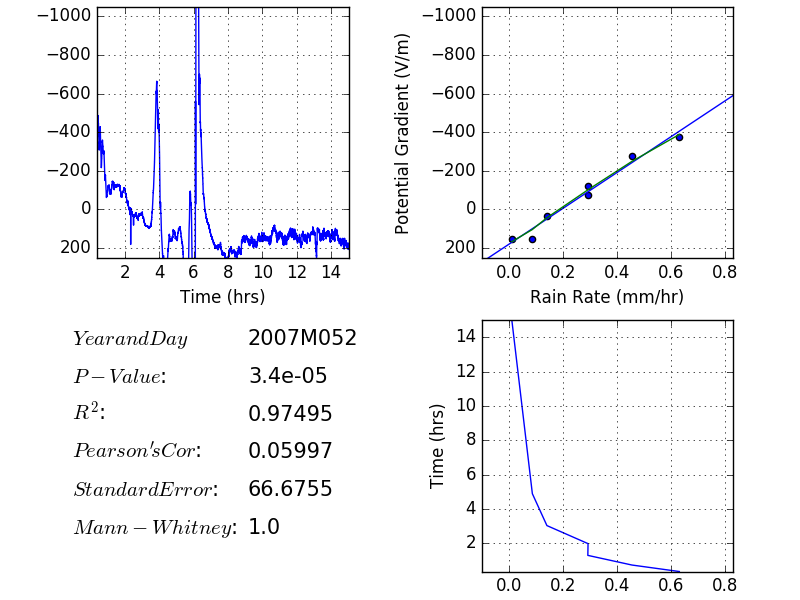 −1000
−800
−600
−400
−200
0
200
2 4 6 8 10 12 14
Time (hrs)
−1000
−800
−600
−400
−200
0
200
Potential Gradient (V/m)
0.0 0.2 0.4 0.6 0.8
Rain Rate (mm/hr)
YearandDay 2007M052
P−Value: 3.4e-05
R²: 0.97495
Pearson'sCor: 0.05997
StandardError: 66.6755
Mann−Whitney: 1.0
14
12
10
8
6
4
2
Time (hrs)
0.0 0.2 0.4 0.6 0.8